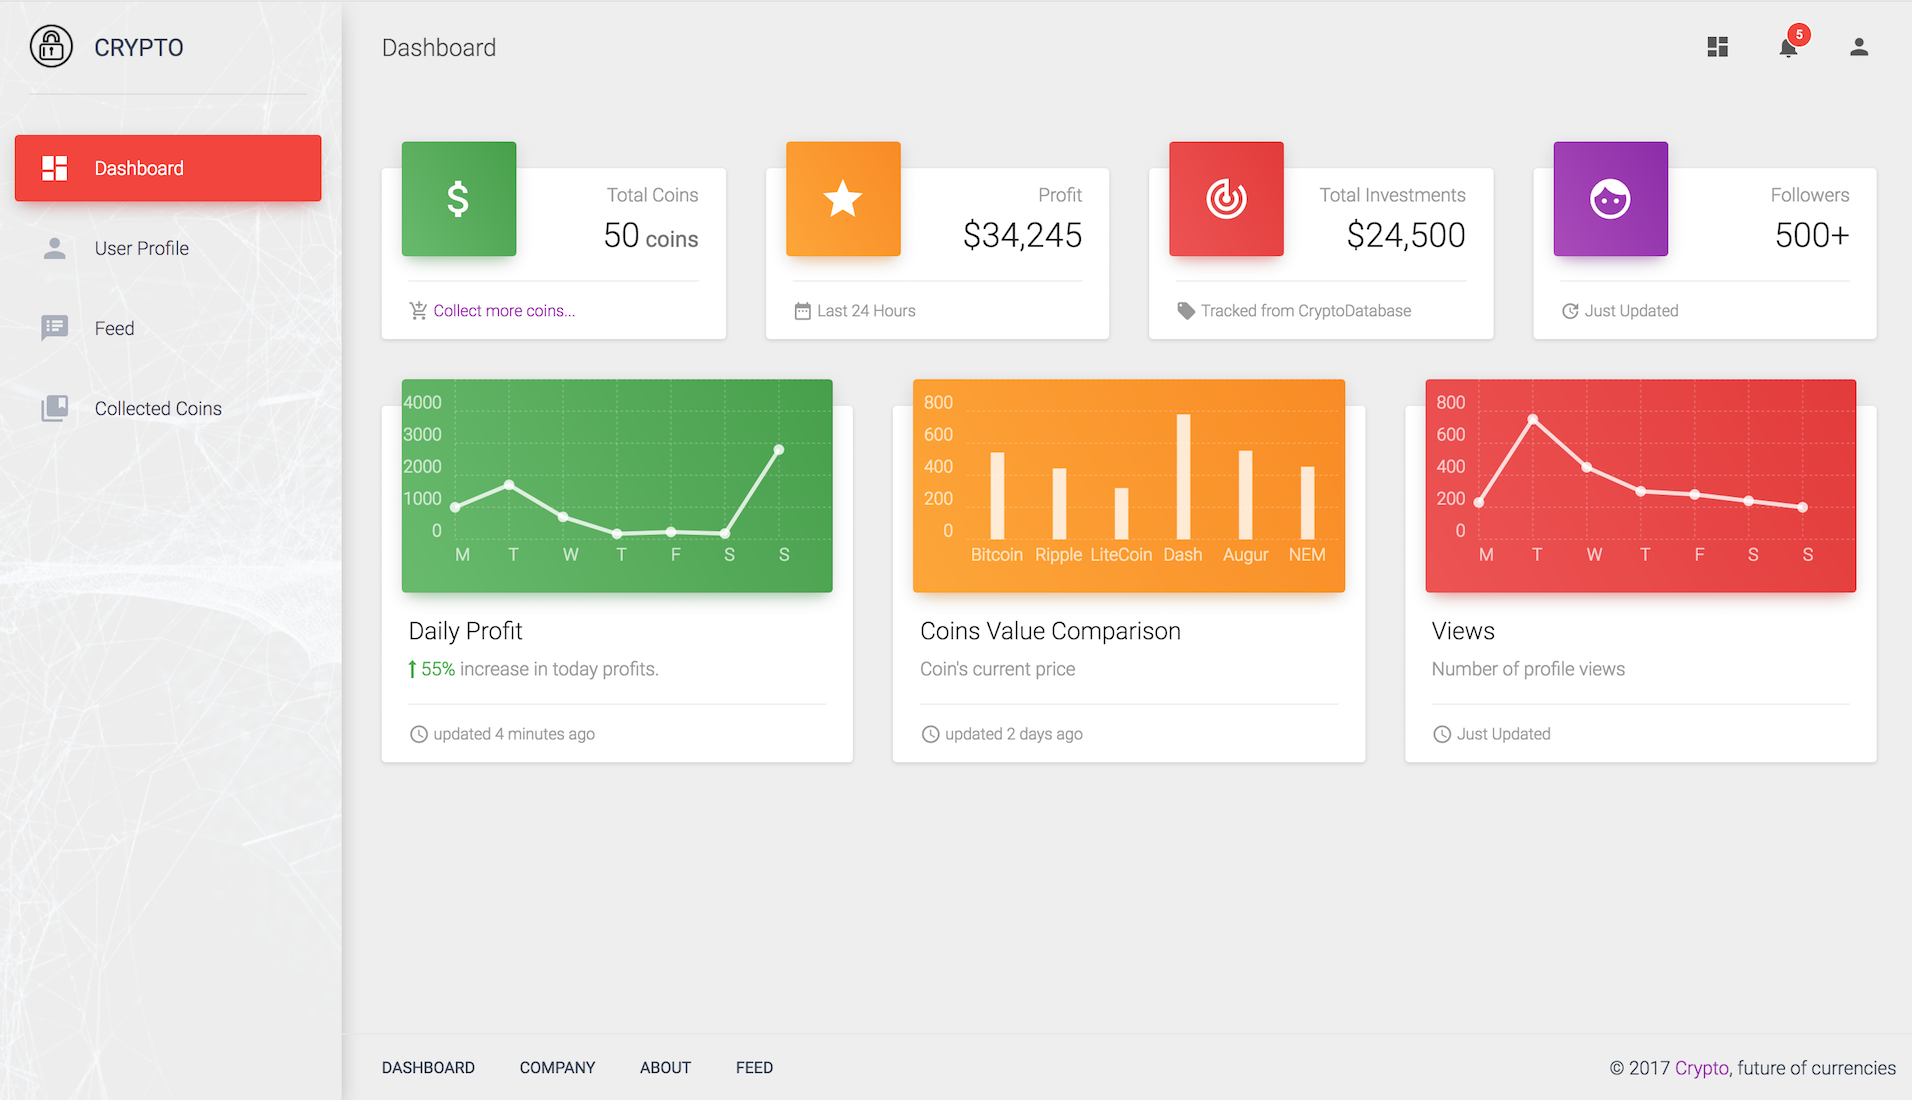 CRYPTO
Dashboard
5
Dashboard
User Profile
Feed
Collected Coins
Total Coins
50 coins
Collect more coins...
Profit
$34,245
Last 24 Hours
Total Investments
$24,500
Tracked from CryptoDatabase
Followers
500+
Just Updated
4000
3000
2000
1000
0
M T W T F S S
Daily Profit
55% increase in today profits.
updated 4 minutes ago
800
600
400
200
0
Bitcoin Ripple LiteCoin Dash Augur NEM
Coins Value Comparison
Coin's current price
updated 2 days ago
800
600
400
200
0
M T W T F S S
Views
Number of profile views
Just Updated
DASHBOARD COMPANY ABOUT FEED
© 2017 Crypto, future of currencies